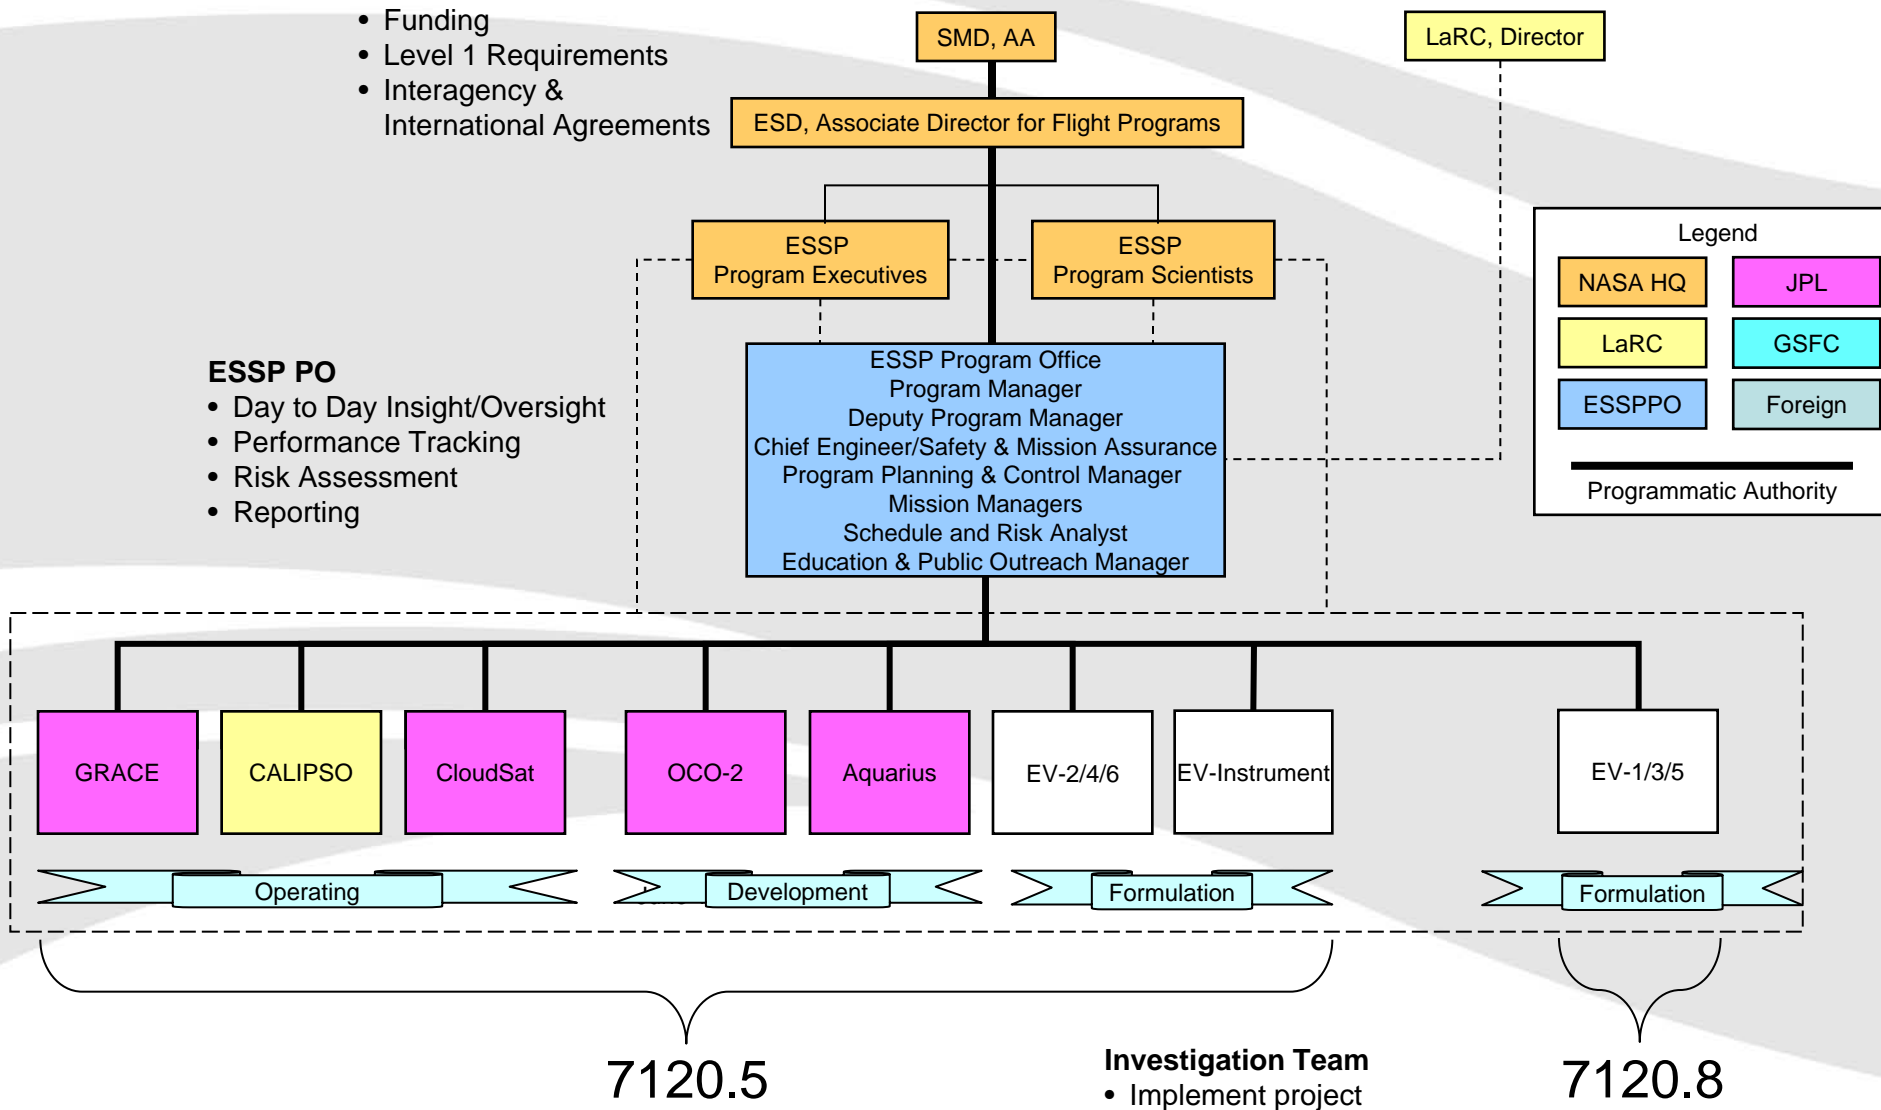 • Funding
• Level 1 Requirements
• Interagency &
International Agreements
SMD, AA
LaRC, Director
ESD, Associate Director for Flight Programs
ESSP
Program Executives
ESSP
Program Scientists
Legend
NASA HQ
JPL
LaRC
GSFC
ESSPPO
Foreign
Programmatic Authority
ESSP PO
• Day to Day Insight/Oversight
• Performance Tracking
• Risk Assessment
• Reporting
ESSP Program Office
Program Manager
Deputy Program Manager
Chief Engineer/Safety & Mission Assurance
Program Planning & Control Manager
Mission Managers
Schedule and Risk Analyst
Education & Public Outreach Manager
GRACE
CALIPSO
CloudSat
OCO-2
Aquarius
EV-2/4/6
EV-Instrument
EV-1/3/5
Operating
Development
Formulation
Formulation
7120.5
Investigation Team
• Implement project
7120.8